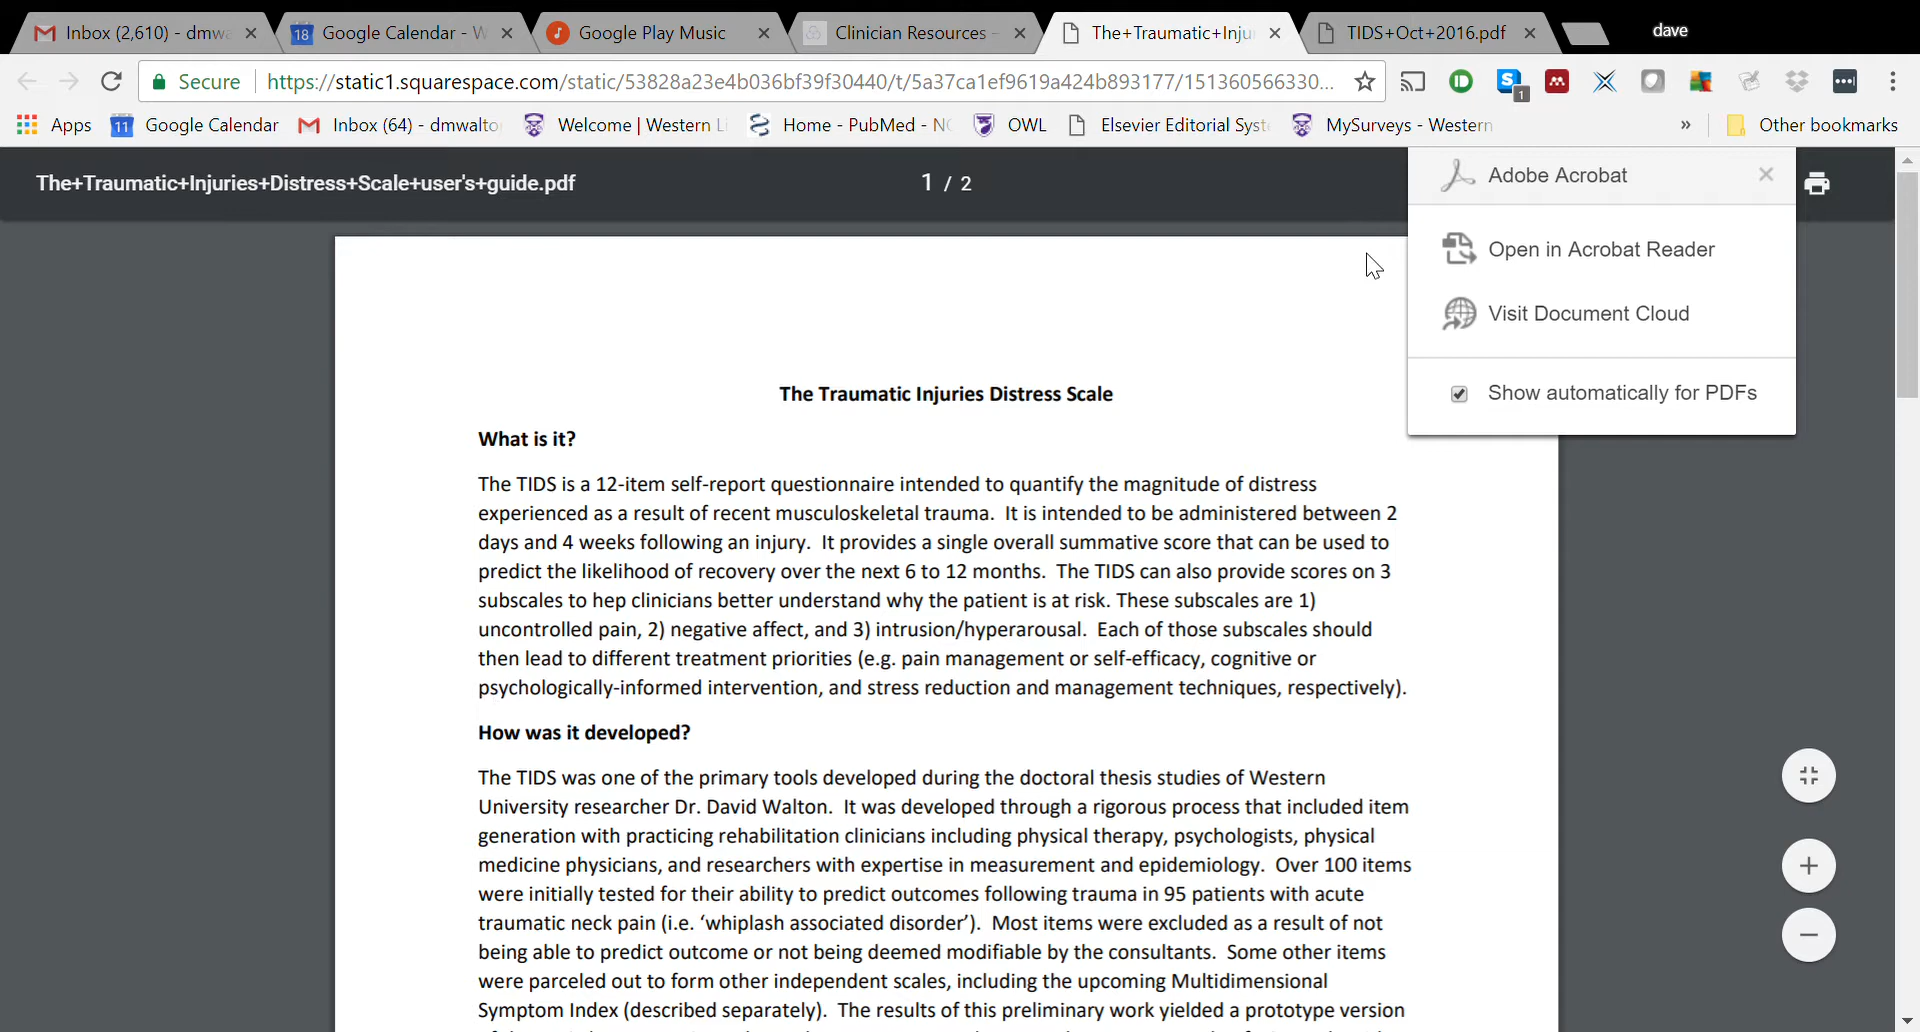 Inbox (2,610) - dmwa
Google Calendar - W
Google Play Music
Clinician Resources -
The+Traumatic+Inju
TIDS+Oct+2016.pdf
dave
Secure
https://static1.squarespace.com/static/53828a23e4b036bf39f30440/t/5a37ca1ef9619a424b893177/151360566330...
1
Apps
11
Google Calendar
Inbox (64) - dmwalto
Welcome | Western Li
Home - PubMed - NC
OWL
Elsevier Editorial Syst
MySurveys - Western
»
Other bookmarks
The+Traumatic+Injuries+Distress+Scale+user's+guide.pdf
1 / 2
Adobe Acrobat
Open in Acrobat Reader
Visit Document Cloud
Show automatically for PDFs
The Traumatic Injuries Distress Scale
What is it?
The TIDS is a 12-item self-report questionnaire intended to quantify the magnitude of distress
experienced as a result of recent musculoskeletal trauma. It is intended to be administered between 2
days and 4 weeks following an injury. It provides a single overall summative score that can be used to
predict the likelihood of recovery over the next 6 to 12 months. The TIDS can also provide scores on 3
subscales to hep clinicians better understand why the patient is at risk. These subscales are 1)
uncontrolled pain, 2) negative affect, and 3) intrusion/hyperarousal. Each of those subscales should
then lead to different treatment priorities (e.g. pain management or self-efficacy, cognitive or
psychologically-informed intervention, and stress reduction and management techniques, respectively).
How was it developed?
The TIDS was one of the primary tools developed during the doctoral thesis studies of Western
University researcher Dr. David Walton. It was developed through a rigorous process that included item
generation with practicing rehabilitation clinicians including physical therapy, psychologists, physical
medicine physicians, and researchers with expertise in measurement and epidemiology. Over 100 items
were initially tested for their ability to predict outcomes following trauma in 95 patients with acute
traumatic neck pain (i.e. ‘whiplash associated disorder’). Most items were excluded as a result of not
being able to predict outcome or not being deemed modifiable by the consultants. Some other items
were parceled out to form other independent scales, including the upcoming Multidimensional
Symptom Index (described separately). The results of this preliminary work yielded a prototype version